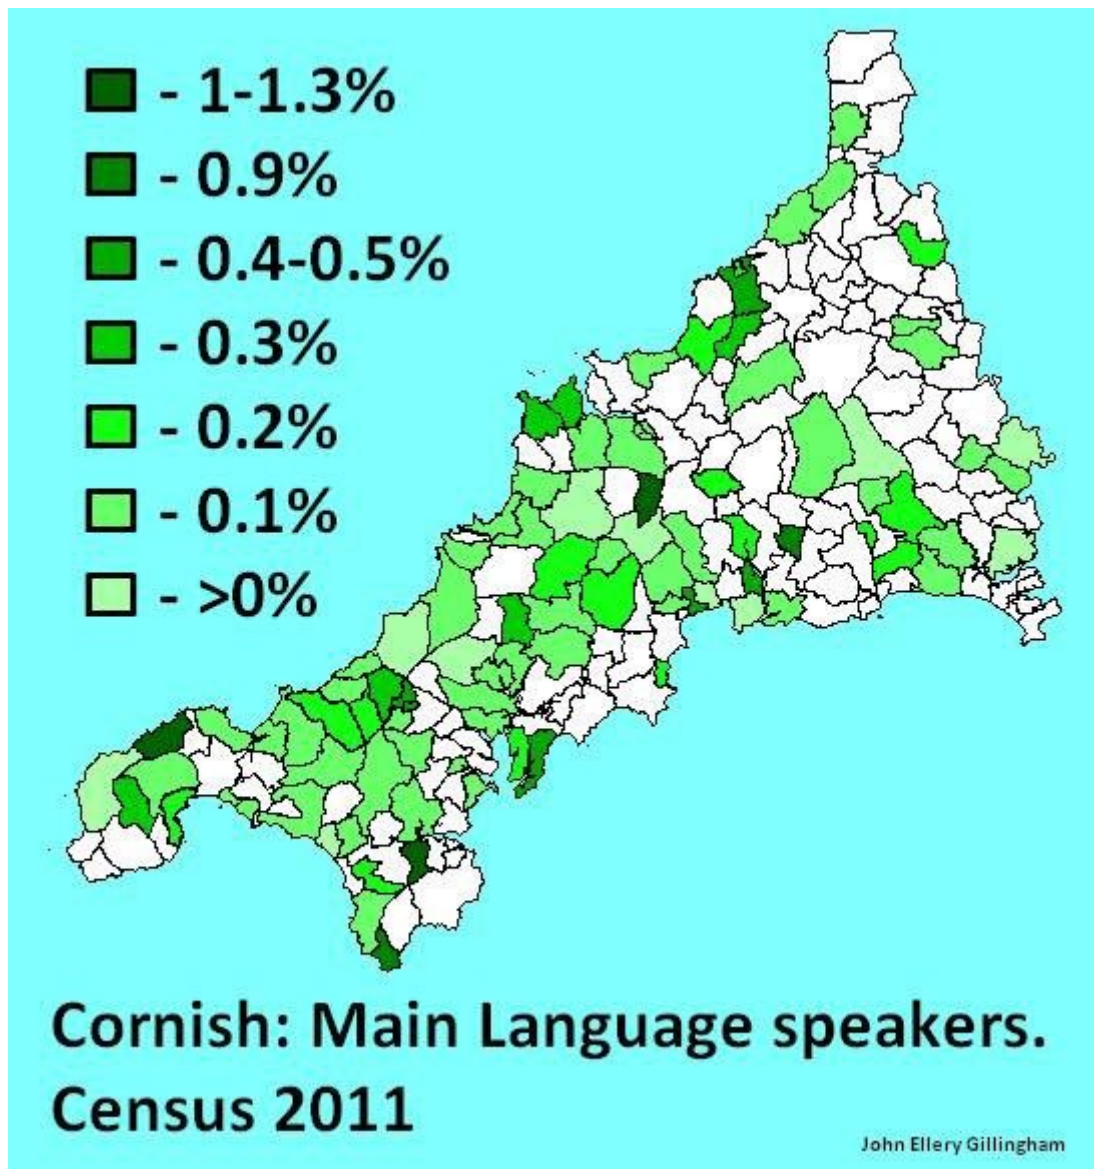 - 1-1.3%
- 0.9%
- 0.4-0.5%
- 0.3%
- 0.2%
- 0.1%
- >0%
Cornish: Main Language speakers.
Census 2011
John Ellery Gillingham